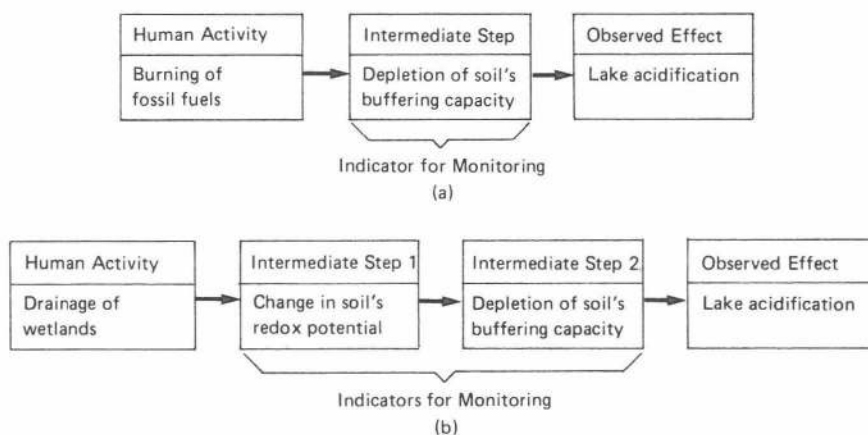 Human Activity
Burning of
fossil fuels
Intermediate Step
Depletion of soil's
buffering capacity
Observed Effect
Lake acidification
Indicator for Monitoring
(a)
Human Activity
Drainage of
wetlands
Intermediate Step 1
Change in soil's
redox potential
Intermediate Step 2
Depletion of soil's
buffering capacity
Observed Effect
Lake acidification
Indicators for Monitoring
(b)